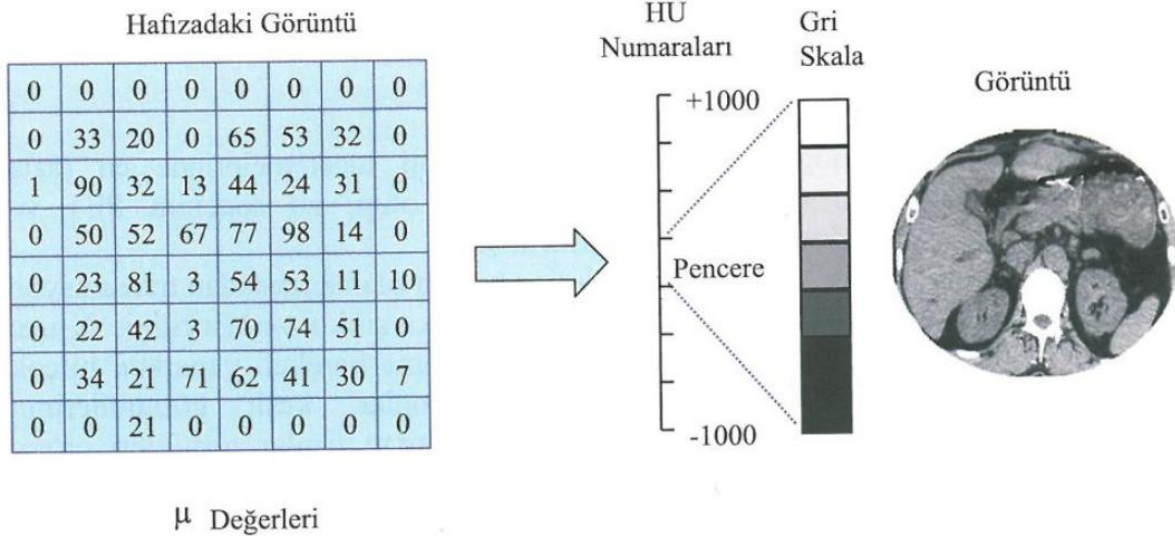 Hafızadaki Görüntü
0 0 0 0 0 0 0 0
0 33 20 0 65 53 32 0
1 90 32 13 44 24 31 0
0 50 52 67 77 98 14 0
0 23 81 3 54 53 11 10
0 22 42 3 70 74 51 0
0 34 21 71 62 41 30 7
0 0 21 0 0 0 0 0
μ Değerleri
HU
Numaraları
+1000
Pencere
-1000
Gri
Skala
Görüntü